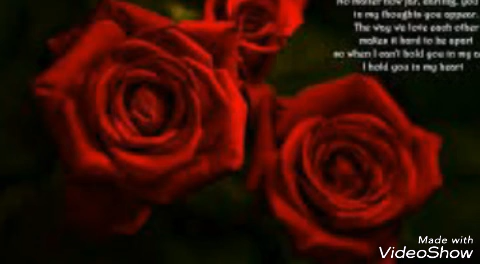 No matter how far, darling, you
in my thoughts you appear.
The way we love each other
makes it hard to be apart
so when I can't hold you in my
I hold you in my heart
Made with
VideoShow